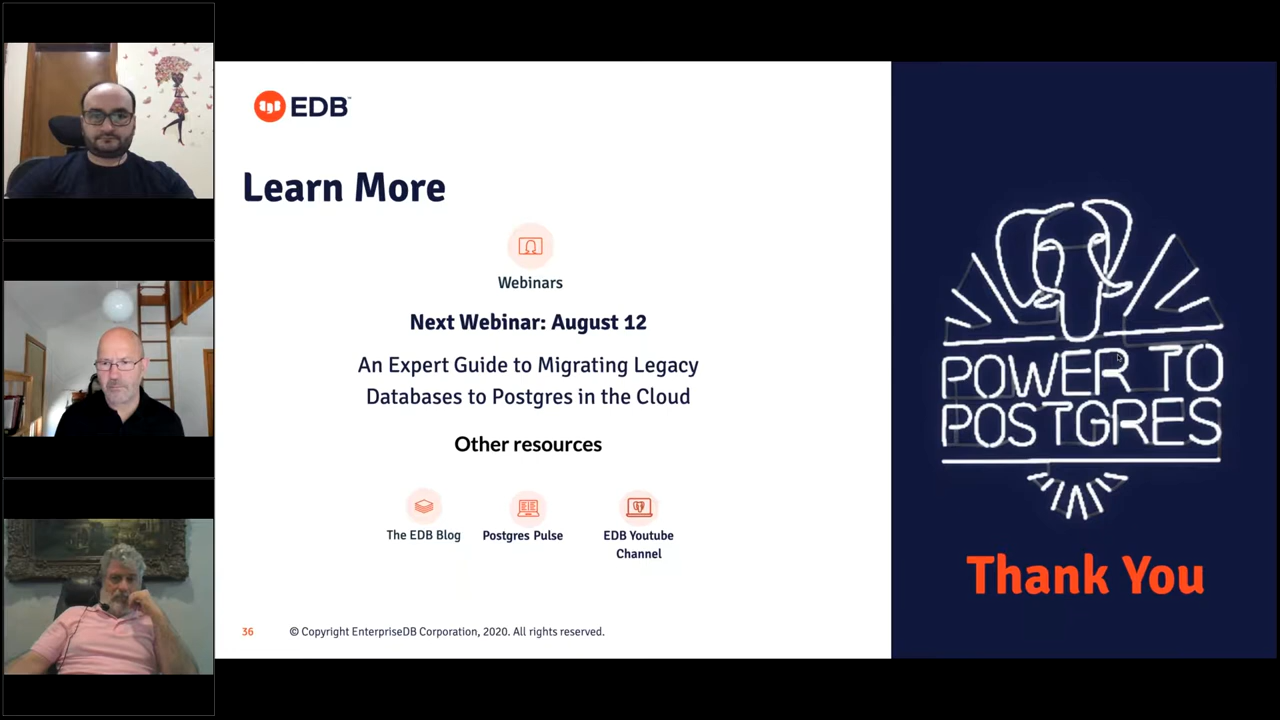 EDB™
Learn More
Webinars
Next Webinar: August 12
An Expert Guide to Migrating Legacy
Databases to Postgres in the Cloud
Other resources
The EDB Blog
Postgres Pulse
EDB Youtube
Channel
36
© Copyright EnterpriseDB Corporation, 2020. All rights reserved.
POWER TO
POSTGRES
Thank You